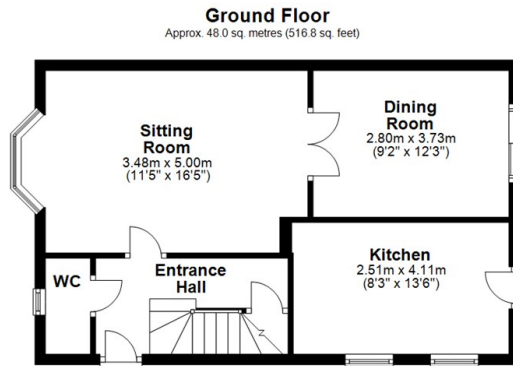 Ground Floor
Approx. 48.0 sq. metres (516.8 sq. feet)
Sitting
Room
3.48m x 5.00m
(11'5" x 16'5")
Dining
Room
2.80m x 3.73m
(9'2" x 12'3")
Kitchen
2.51m x 4.11m
(8'3" x 13'6")
WC
Entrance
Hall